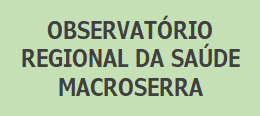 OBSERVATÓRIO
REGIONAL DA SAÚDE
MACROSERRA